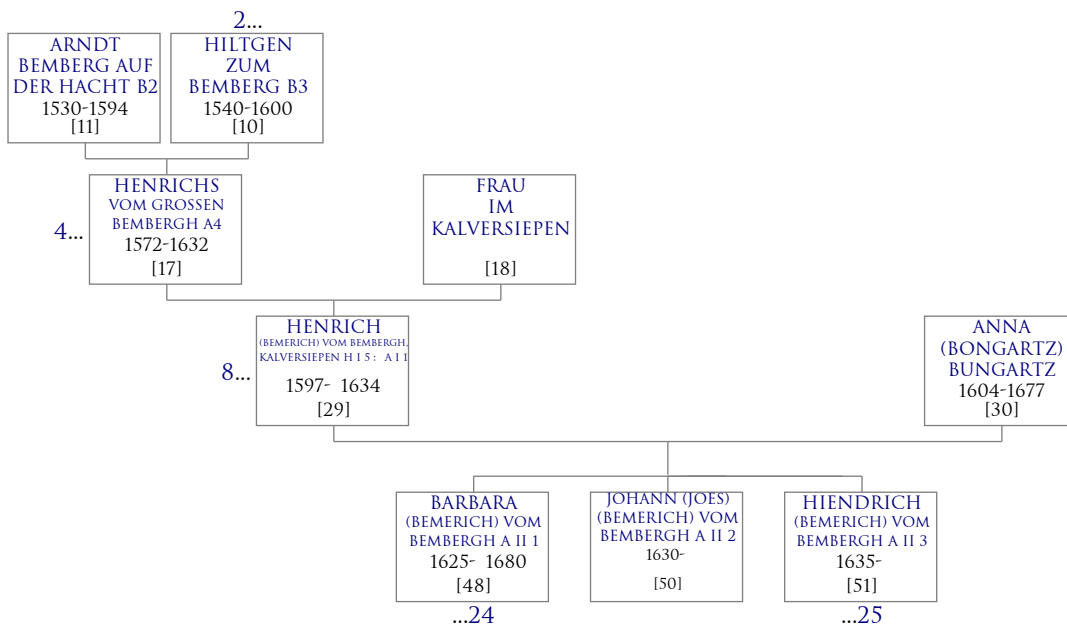 2...
ARNDT
BEMBERG AUF
DER HACHT B2
1530-1594
[11]
HILTGEN
ZUM
BEMBERG B3
1540-1600
[10]
4...
HENRICHS
VOM GROSSEN
BEMBERGH A4
1572-1632
[17]
FRAU
IM
KALVERSIEPEN
[18]
8...
HENRICH
(BEMERICH) VOM BEMBERGH,
KALVERSIEPEN H I 5 : A I 1
1597- 1634
[29]
ANNA
(BONGARTZ)
BUNGARTZ
1604-1677
[30]
BARBARA
(BEMERICH) VOM
BEMBERGH A II 1
1625- 1680
[48]
...24
JOHANN (JOES)
(BEMERICH) VOM
BEMBERGH A II 2
1630-
[50]
HIENDRICH
(BEMERICH) VOM
BEMBERGH A II 3
1635-
[51]
...25